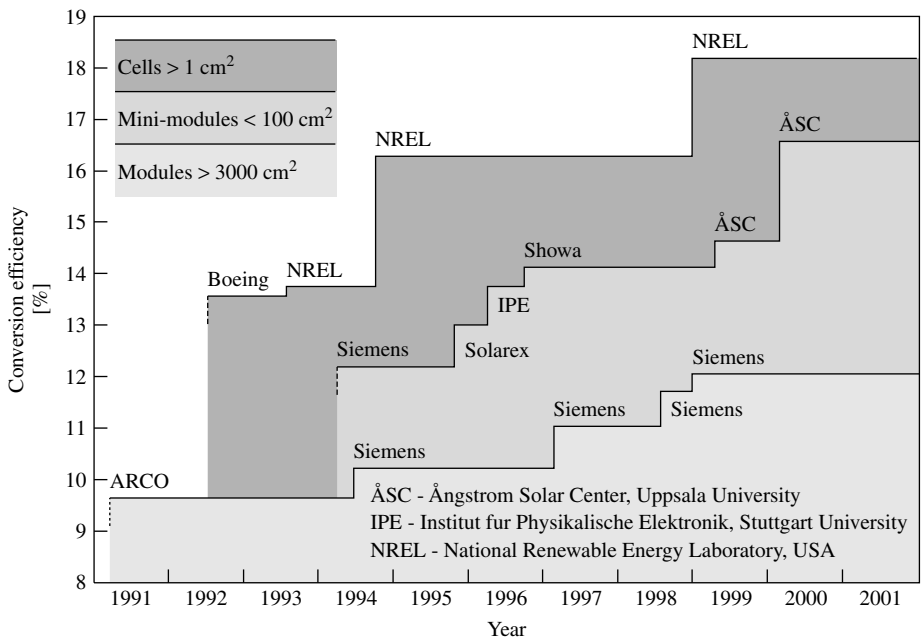 19
18
17
16
15
14
13
12
11
10
9
8
Conversion efficiency
[%]
Cells > 1 cm²
Mini-modules < 100 cm²
Modules > 3000 cm²
NREL
ÅSC
NREL
ÅSC
Showa
Boeing
NREL
IPE
Siemens
Solarex
Siemens
Siemens
Siemens
Siemens
ARCO
ÅSC - Ångstrom Solar Center, Uppsala University
IPE - Institut fur Physikalische Elektronik, Stuttgart University
NREL - National Renewable Energy Laboratory, USA
1991 1992 1993 1994 1995 1996 1997 1998 1999 2000 2001
Year